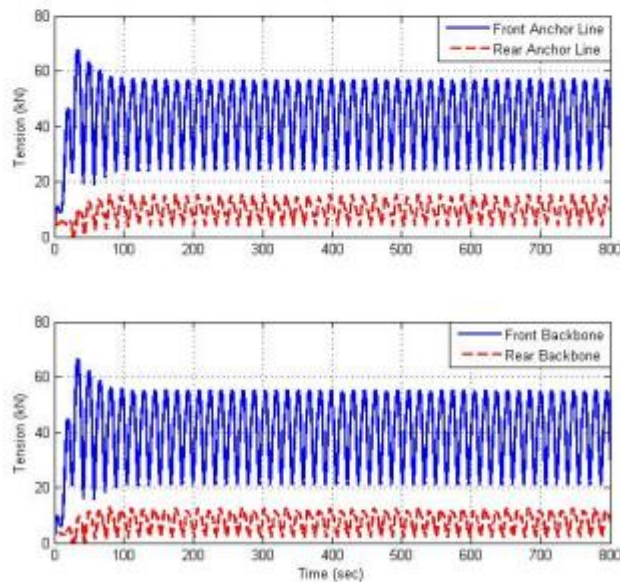 80
60
40
20
0
Tension (kN)
Front Anchor Line
Rear Anchor Line
0 100 200 300 400 500 600 700 800
80
60
40
20
0
Tension (kN)
Front Backbone
Rear Backbone
0 100 200 300 400 500 600 700 800
Time (sec)